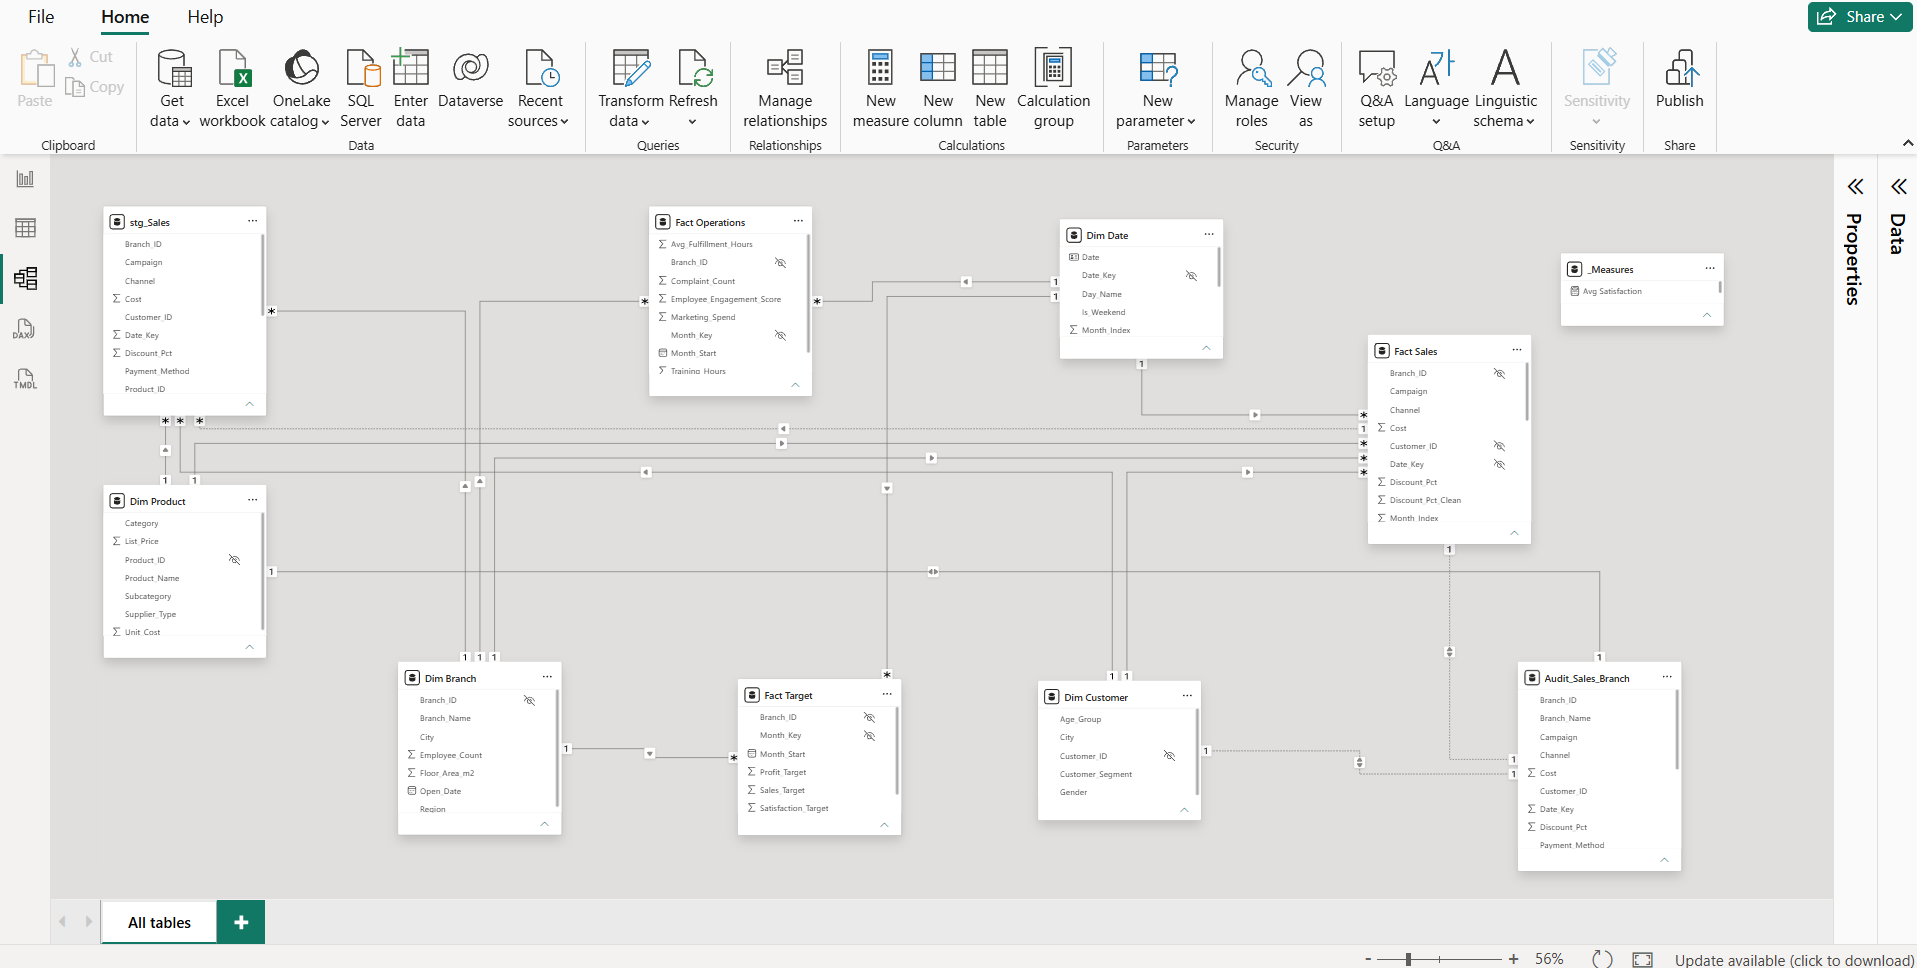 File
Home
Help
Share
Paste
Cut
Copy
Clipboard
Get data
Excel workbook
OneLake catalog
SQL Server
Enter data
Dataverse
Recent sources
Data
Transform data
Refresh
Queries
Manage relationships
Relationships
New measure
New column
New table
Calculation group
Calculations
New parameter
Parameters
Manage roles
View as
Security
Q&A setup
Language
Linguistic schema
Q&A
Sensitivity
Sensitivity
Publish
Share
DAX
TMDL
Properties
Data
stg_Sales
Branch_ID
Campaign
Channel
Cost
Customer_ID
Date_Key
Discount_Pct
Payment_Method
Product_ID
Fact Operations
Avg_Fulfillment_Hours
Branch_ID
Complaint_Count
Employee_Engagement_Score
Marketing_Spend
Month_Key
Month_Start
Training_Hours
Dim Date
Date
Date_Key
Day_Name
Is_Weekend
Month_Index
_Measures
Avg Satisfaction
Fact Sales
Branch_ID
Campaign
Channel
Cost
Customer_ID
Date_Key
Discount_Pct
Discount_Pct_Clean
Month_Index
Dim Product
Category
List_Price
Product_ID
Product_Name
Subcategory
Supplier_Type
Unit_Cost
Dim Branch
Branch_ID
Branch_Name
City
Employee_Count
Floor_Area_m2
Open_Date
Region
Fact Target
Branch_ID
Month_Key
Month_Start
Profit_Target
Sales_Target
Satisfaction_Target
Dim Customer
Age_Group
City
Customer_ID
Customer_Segment
Gender
Audit_Sales_Branch
Branch_ID
Branch_Name
Campaign
Channel
Cost
Customer_ID
Date_Key
Discount_Pct
Payment_Method
All tables
56%
Update available (click to download)